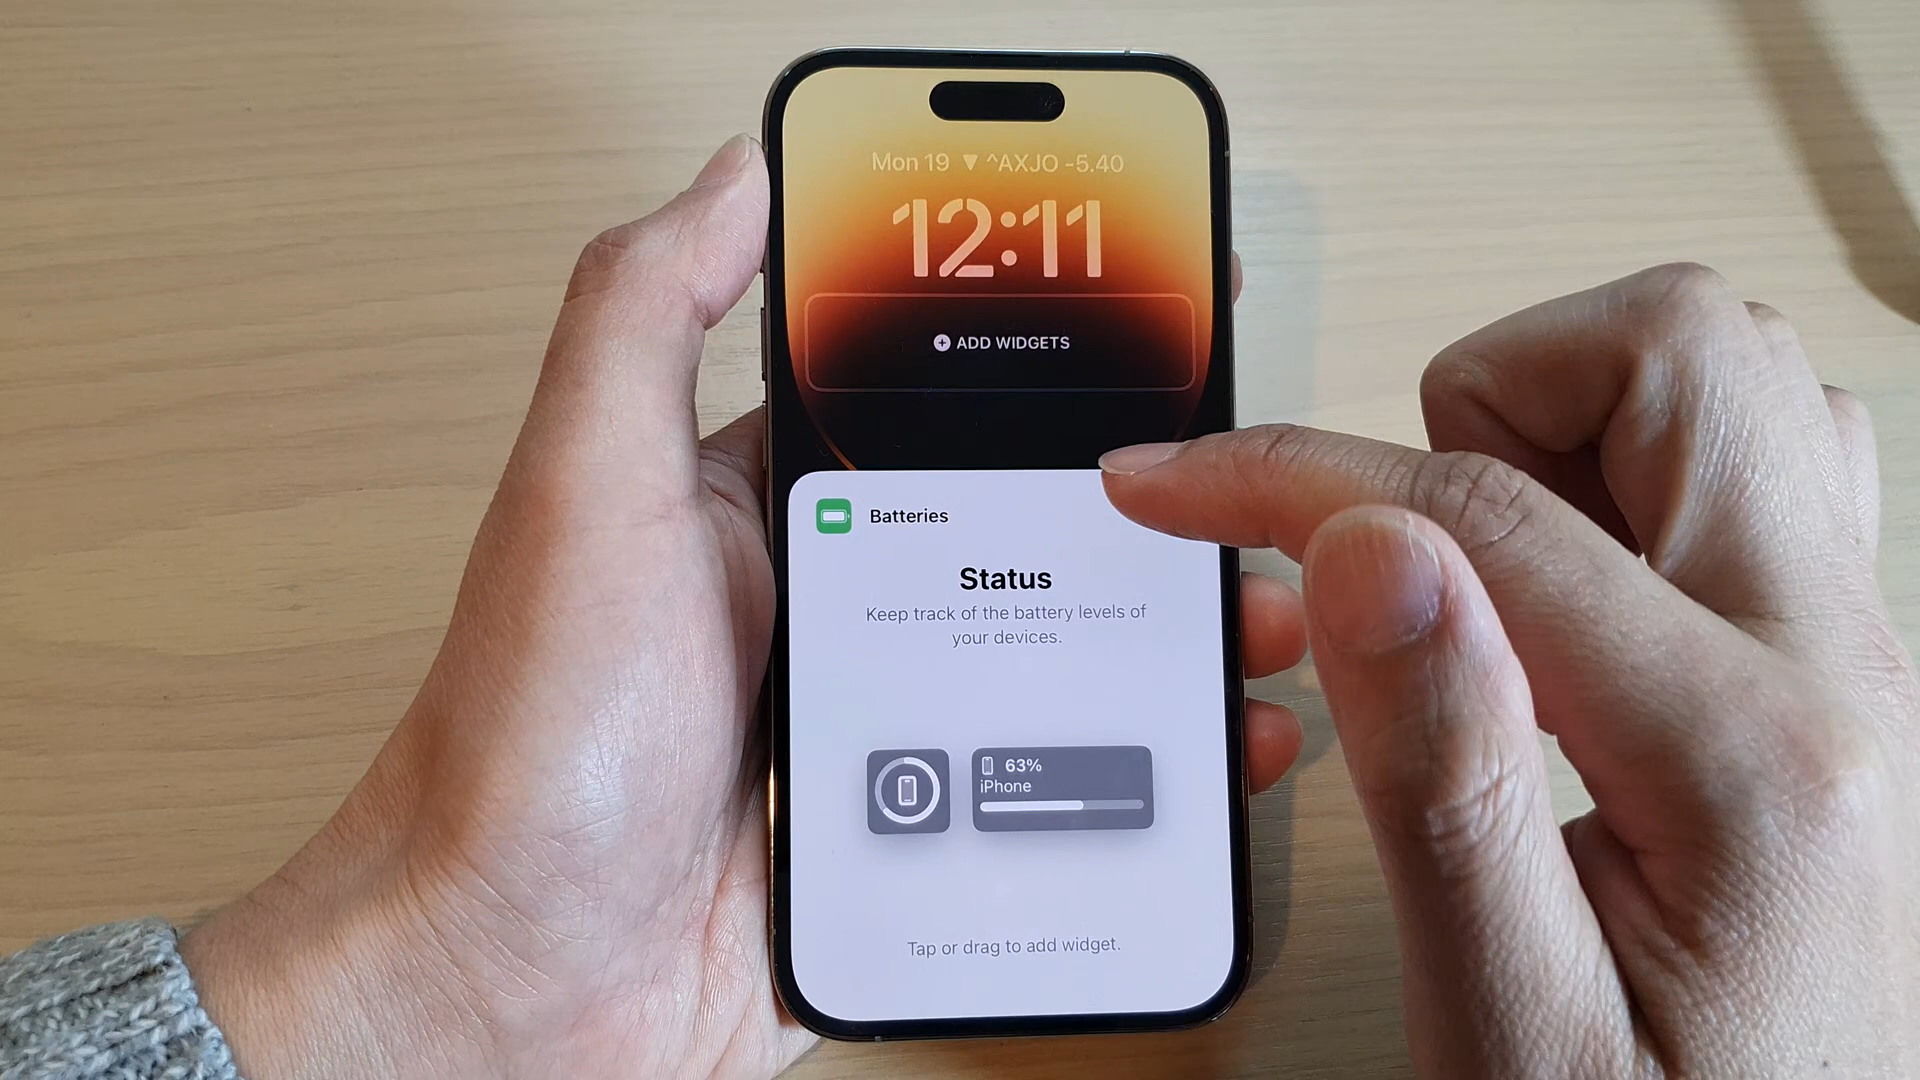 Mon 19 ▼ ^AXJO -5.40
12:11
ADD WIDGETS
Batteries
Status
Keep track of the battery levels of
your devices.
63%
iPhone
Tap or drag to add widget.